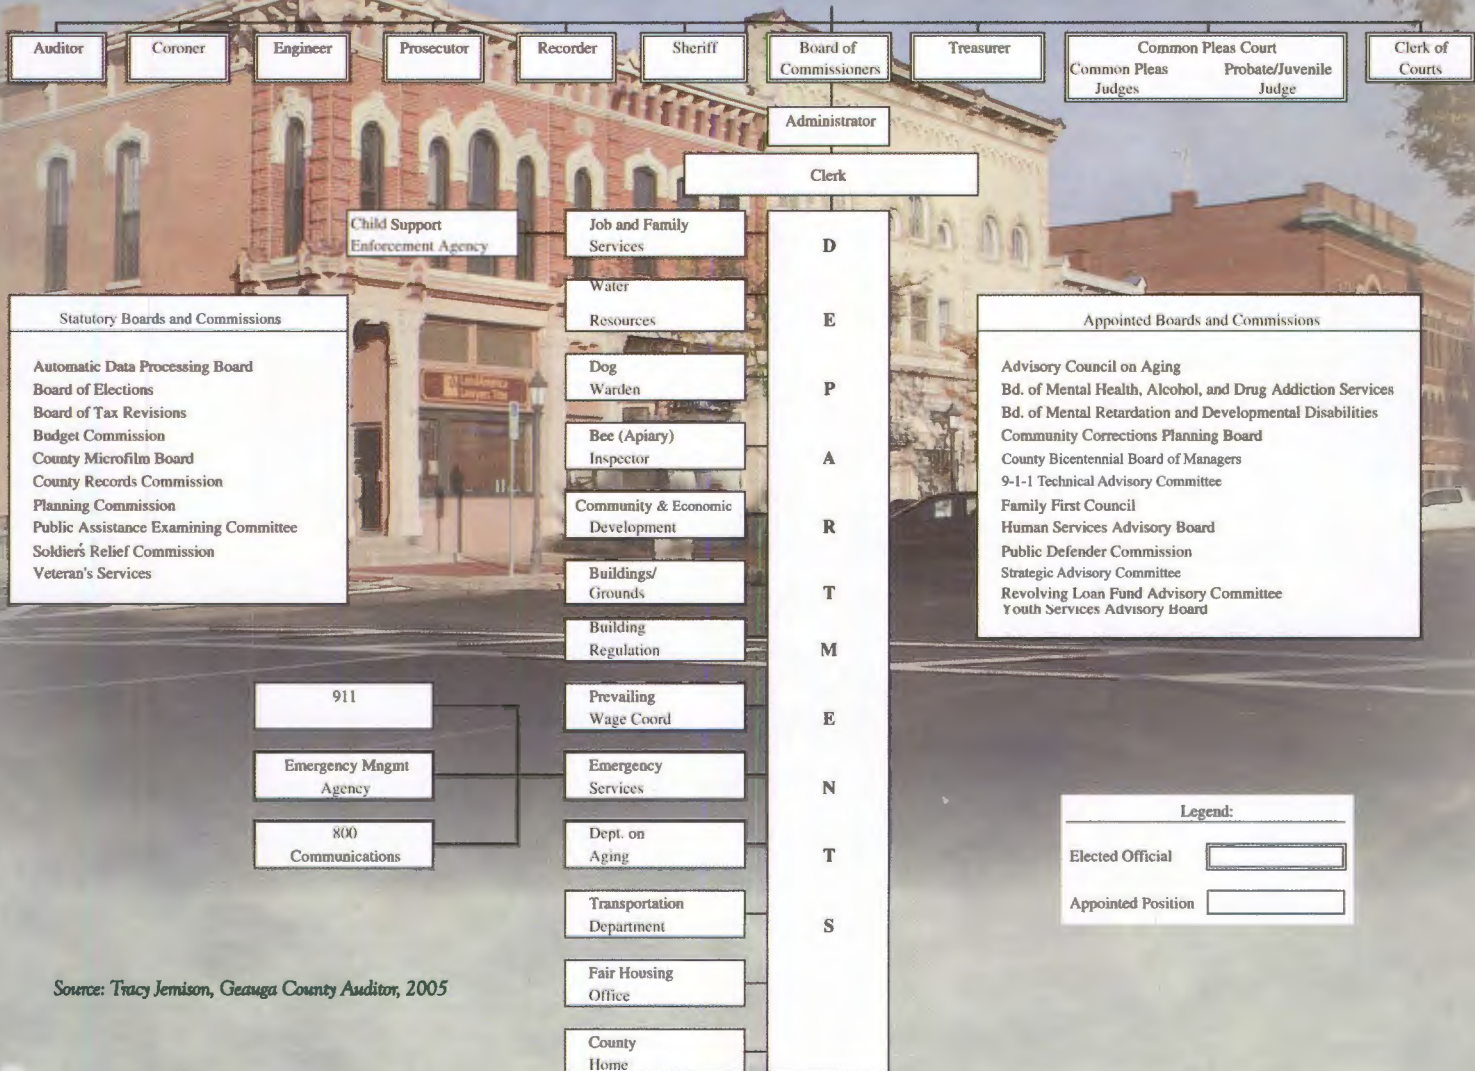 Auditor
Coroner
Engineer
Prosecutor
Recorder
Sheriff
Board of
Commissioners
Treasurer
Common Pleas Court
Common Pleas
Judges
Probate/Juvenile
Judge
Clerk of
Courts
Administrator
Clerk
Child Support
Enforcement Agency
Job and Family
Services
Water
Resources
Dog
Warden
Bee (Apiary)
Inspector
Community & Economic
Development
Buildings/
Grounds
Building
Regulation
Prevailing
Wage Coord
Emergency
Services
Dept. on
Aging
Transportation
Department
Fair Housing
Office
County
Home
D
E
P
A
R
T
M
E
N
T
S
Statutory Boards and Commissions
Automatic Data Processing Board
Board of Elections
Board of Tax Revisions
Budget Commission
County Microfilm Board
County Records Commission
Planning Commission
Public Assistance Examining Committee
Soldier's Relief Commission
Veteran's Services
911
Emergency Mngmt
Agency
800
Communications
Appointed Boards and Commissions
Advisory Council on Aging
Bd. of Mental Health, Alcohol, and Drug Addiction Services
Bd. of Mental Retardation and Developmental Disabilities
Community Corrections Planning Board
County Bicentennial Board of Managers
9-1-1 Technical Advisory Committee
Family First Council
Human Services Advisory Board
Public Defender Commission
Strategic Advisory Committee
Revolving Loan Fund Advisory Committee
Youth Services Advisory Board
Legend:
Elected Official
Appointed Position
Source: Tracy Jemison, Geauga County Auditor, 2005